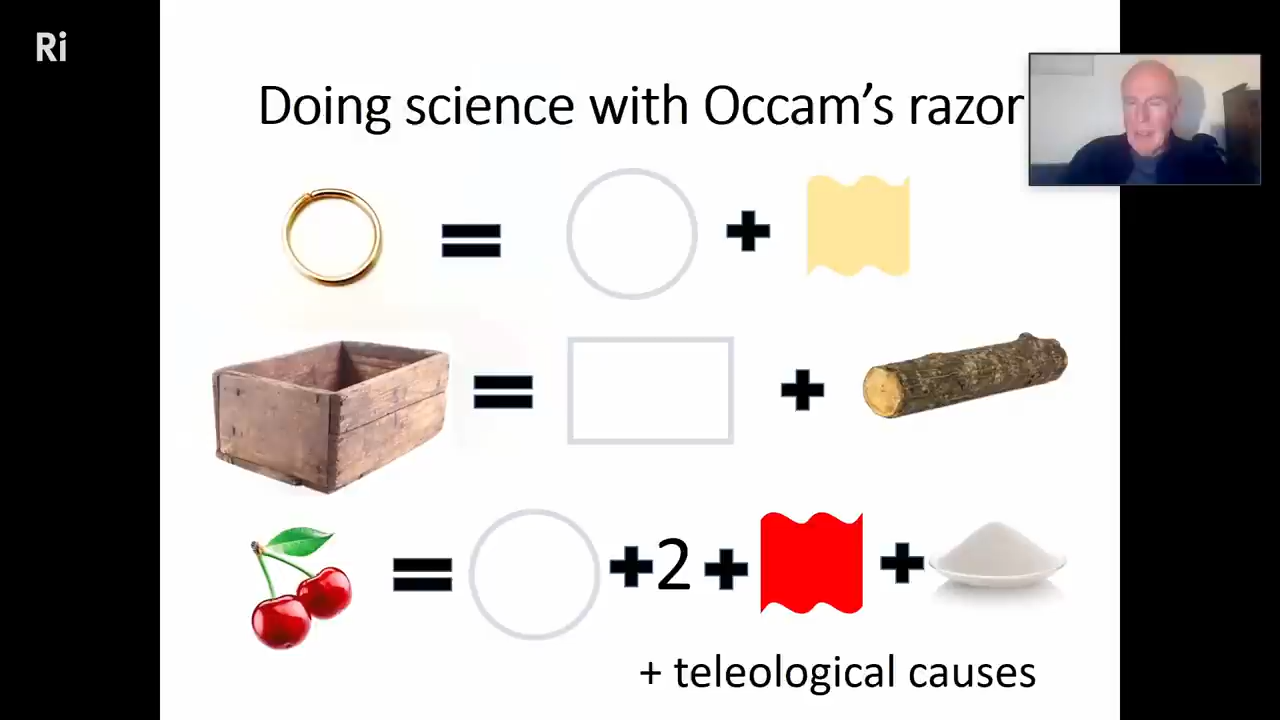 Ri
Doing science with Occam's razor
=
+
=
+
= +2 + +
+ teleological causes